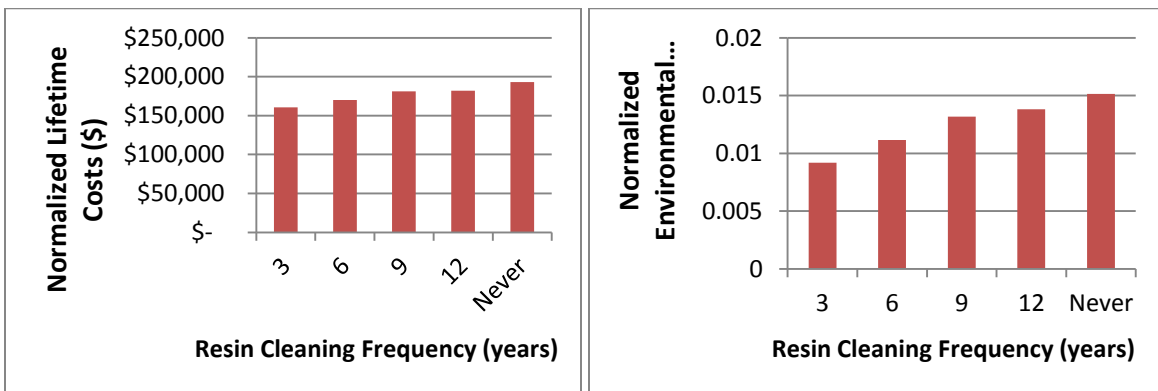 Normalized Lifetime
Costs ($)
$250,000
$200,000
$150,000
$100,000
$50,000
$-
3
6
9
12
Never
Resin Cleaning Frequency (years)
Normalized
Environmental...
0.02
0.015
0.01
0.005
0
3 6 9 12 Never
Resin Cleaning Frequency (years)